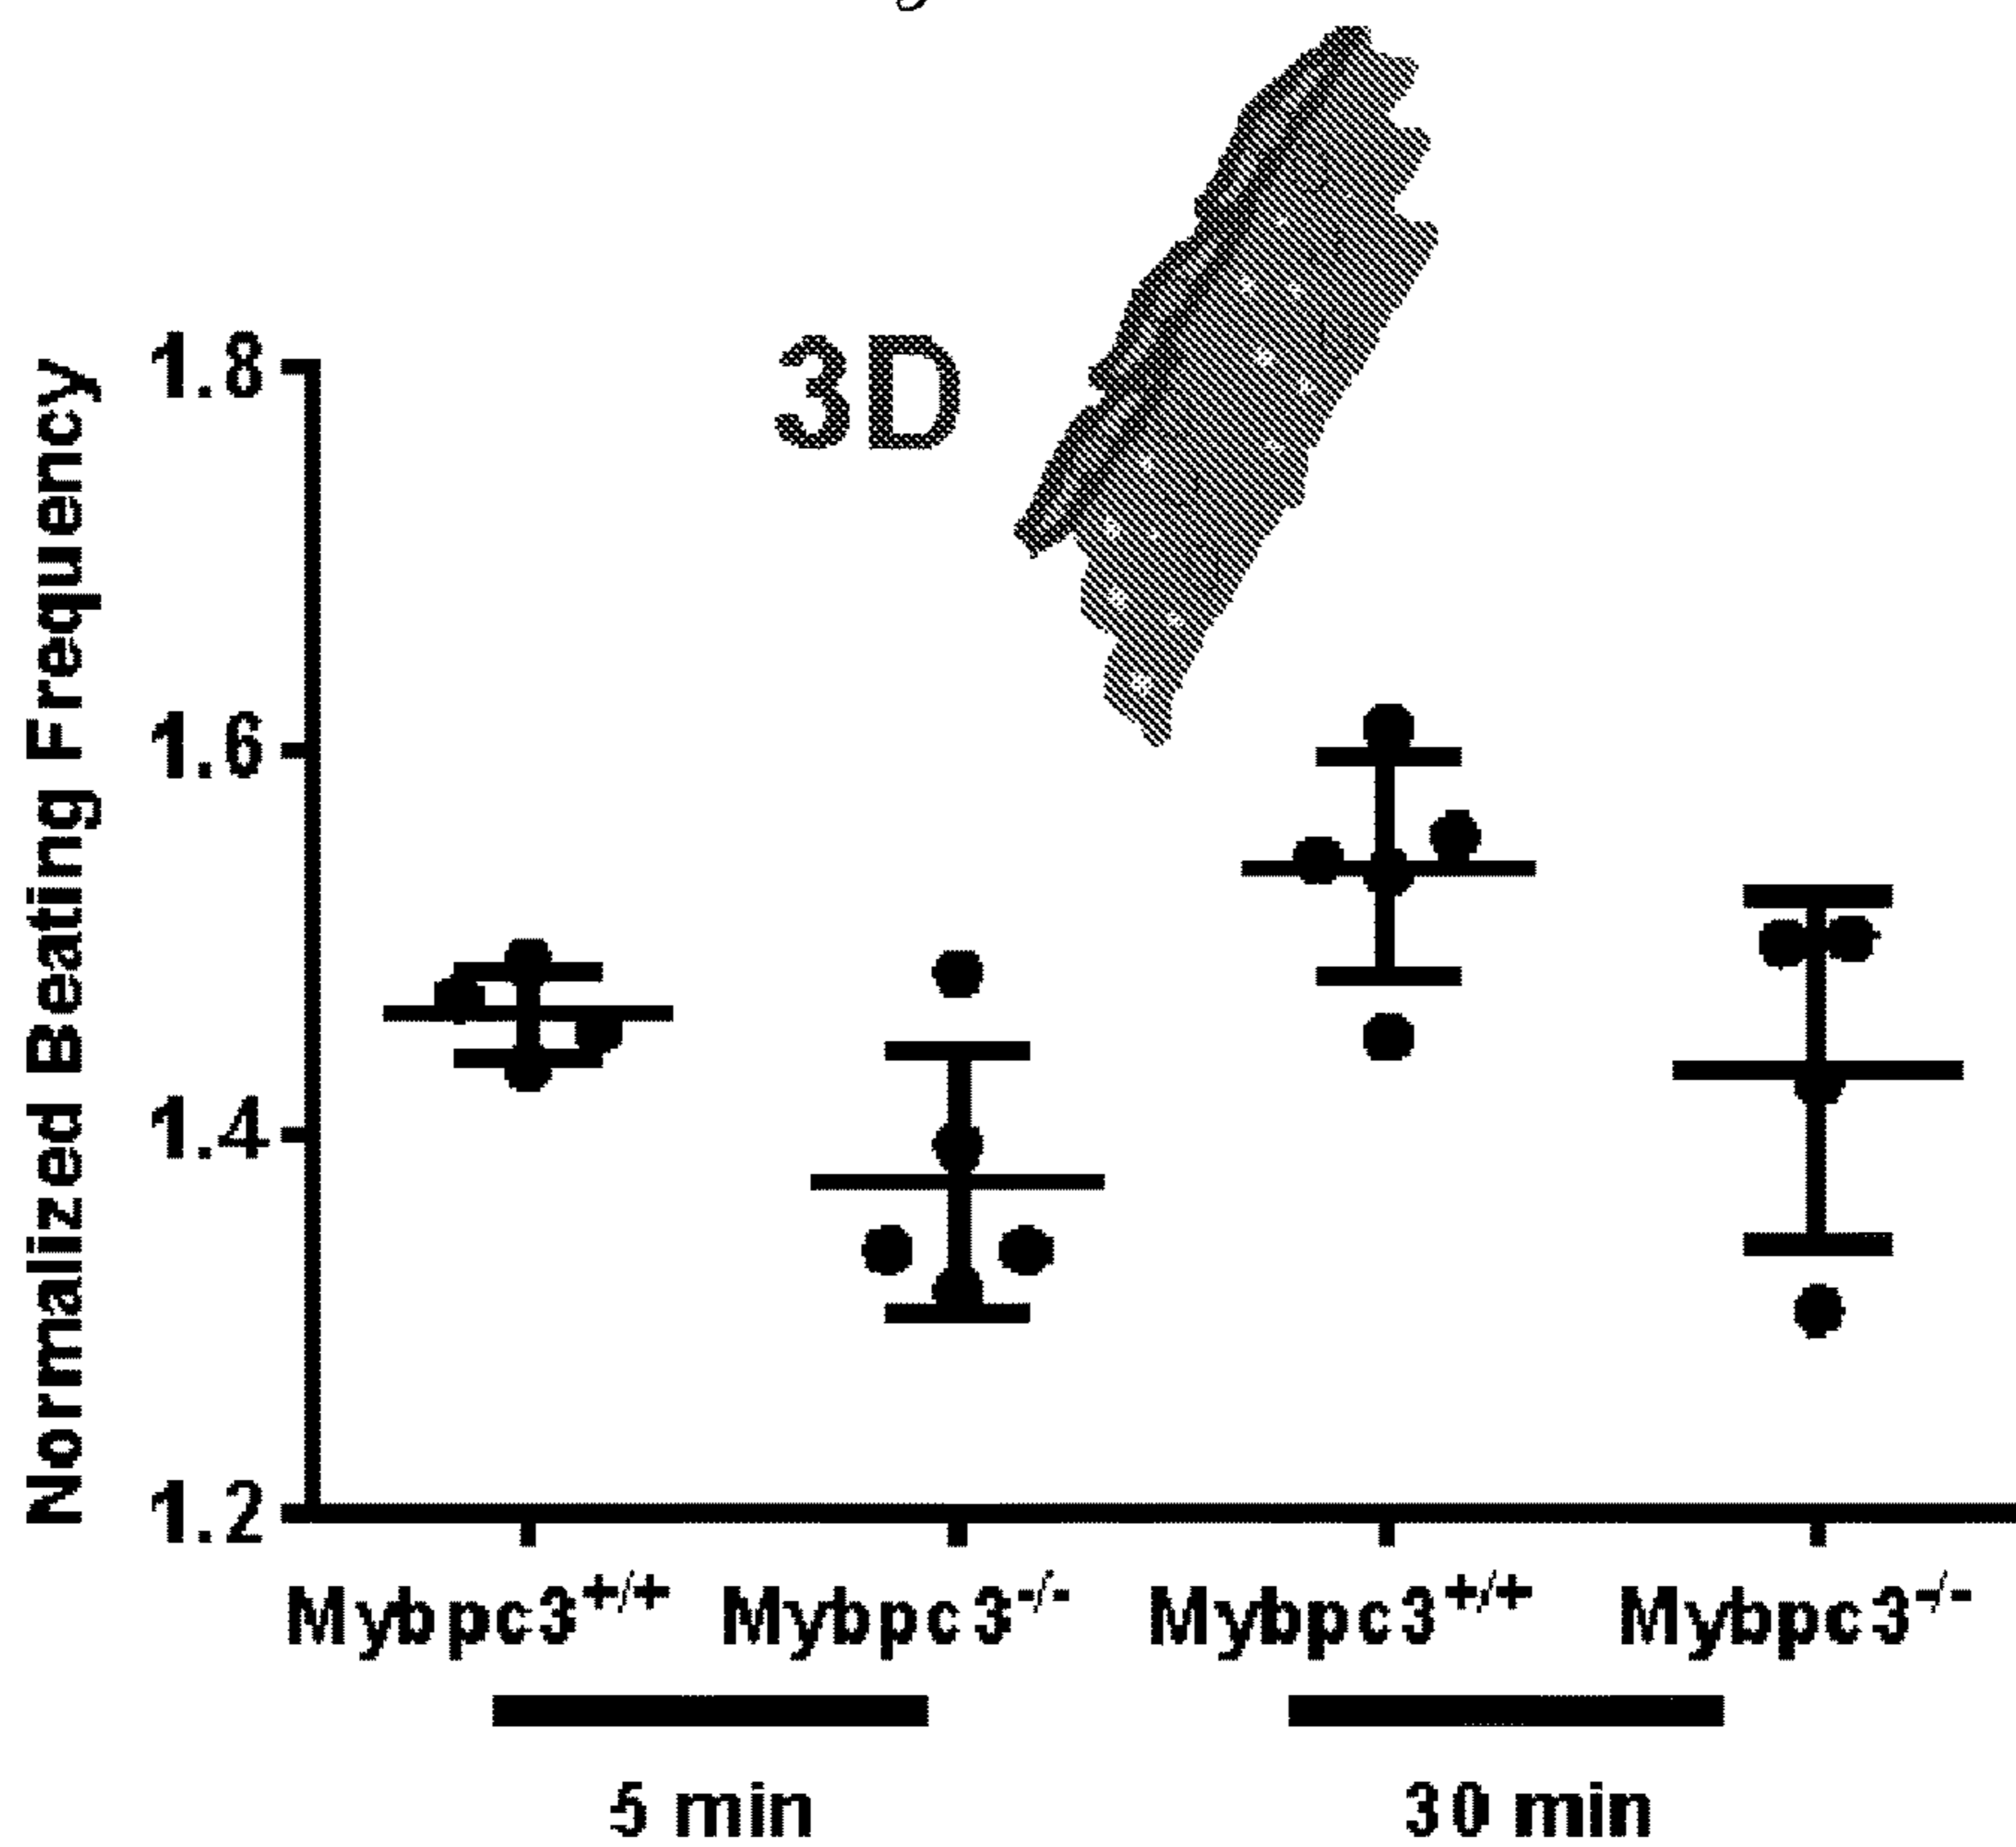 3D
Normalized Beating Frequency
1.8
1.6
1.4
1.2
Mybpc3+/+ Mybpc3-/- Mybpc3+/+ Mybpc3-/-
5 min 30 min